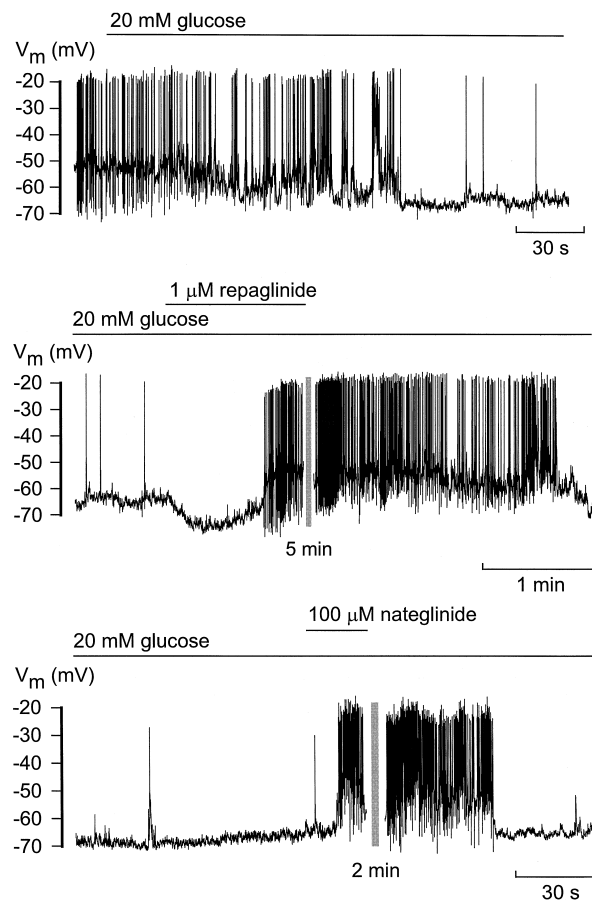 20 mM glucose
Vm (mV)
-20
-30
-40
-50
-60
-70
30 s
1 μM repaglinide
20 mM glucose
Vm (mV)
-20
-30
-40
-50
-60
-70
5 min
1 min
100 μM nateglinide
20 mM glucose
Vm (mV)
-20
-30
-40
-50
-60
-70
2 min
30 s